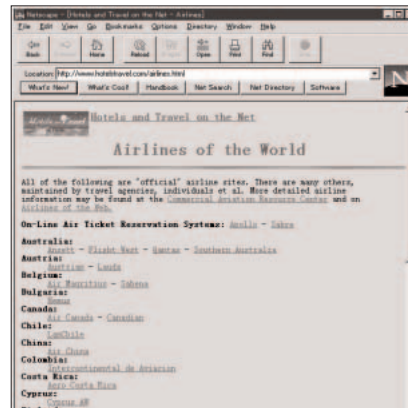 Netscape - [Hotels and Travel on the Net - Airlines]
File Edit View Go Bookmarks Options Directory Window Help
Back Home Reload Open Print Find
Location: http://www.hotelstravel.com/airlines.html
What's New! What's Cool! Handbook Net Search Net Directory Software
Hotels and Travel on the Net
Airlines of the World
All of the following are "official" airline sites. There are many others,
maintained by travel agencies, individuals et al. More detailed airline
information may be found at the Commercial Aviation Resource Center and on
Airlines of the Web.
On-Line Air Ticket Reservation Systems: Apollo - Sabre
Australia:
Ansett - Flight West - Qantas - Southern Australia
Austria:
Austrian - Lauda
Belgium:
Air Mauritius - Sabena
Bulgaria:
Hemus
Canada:
Air Canada - Canadian
Chile:
LanChile
China:
Air China
Colombia:
Intercontinental de Aviacion
Costa Rica:
Aero Costa Rica
Cyprus:
Cyprus AW